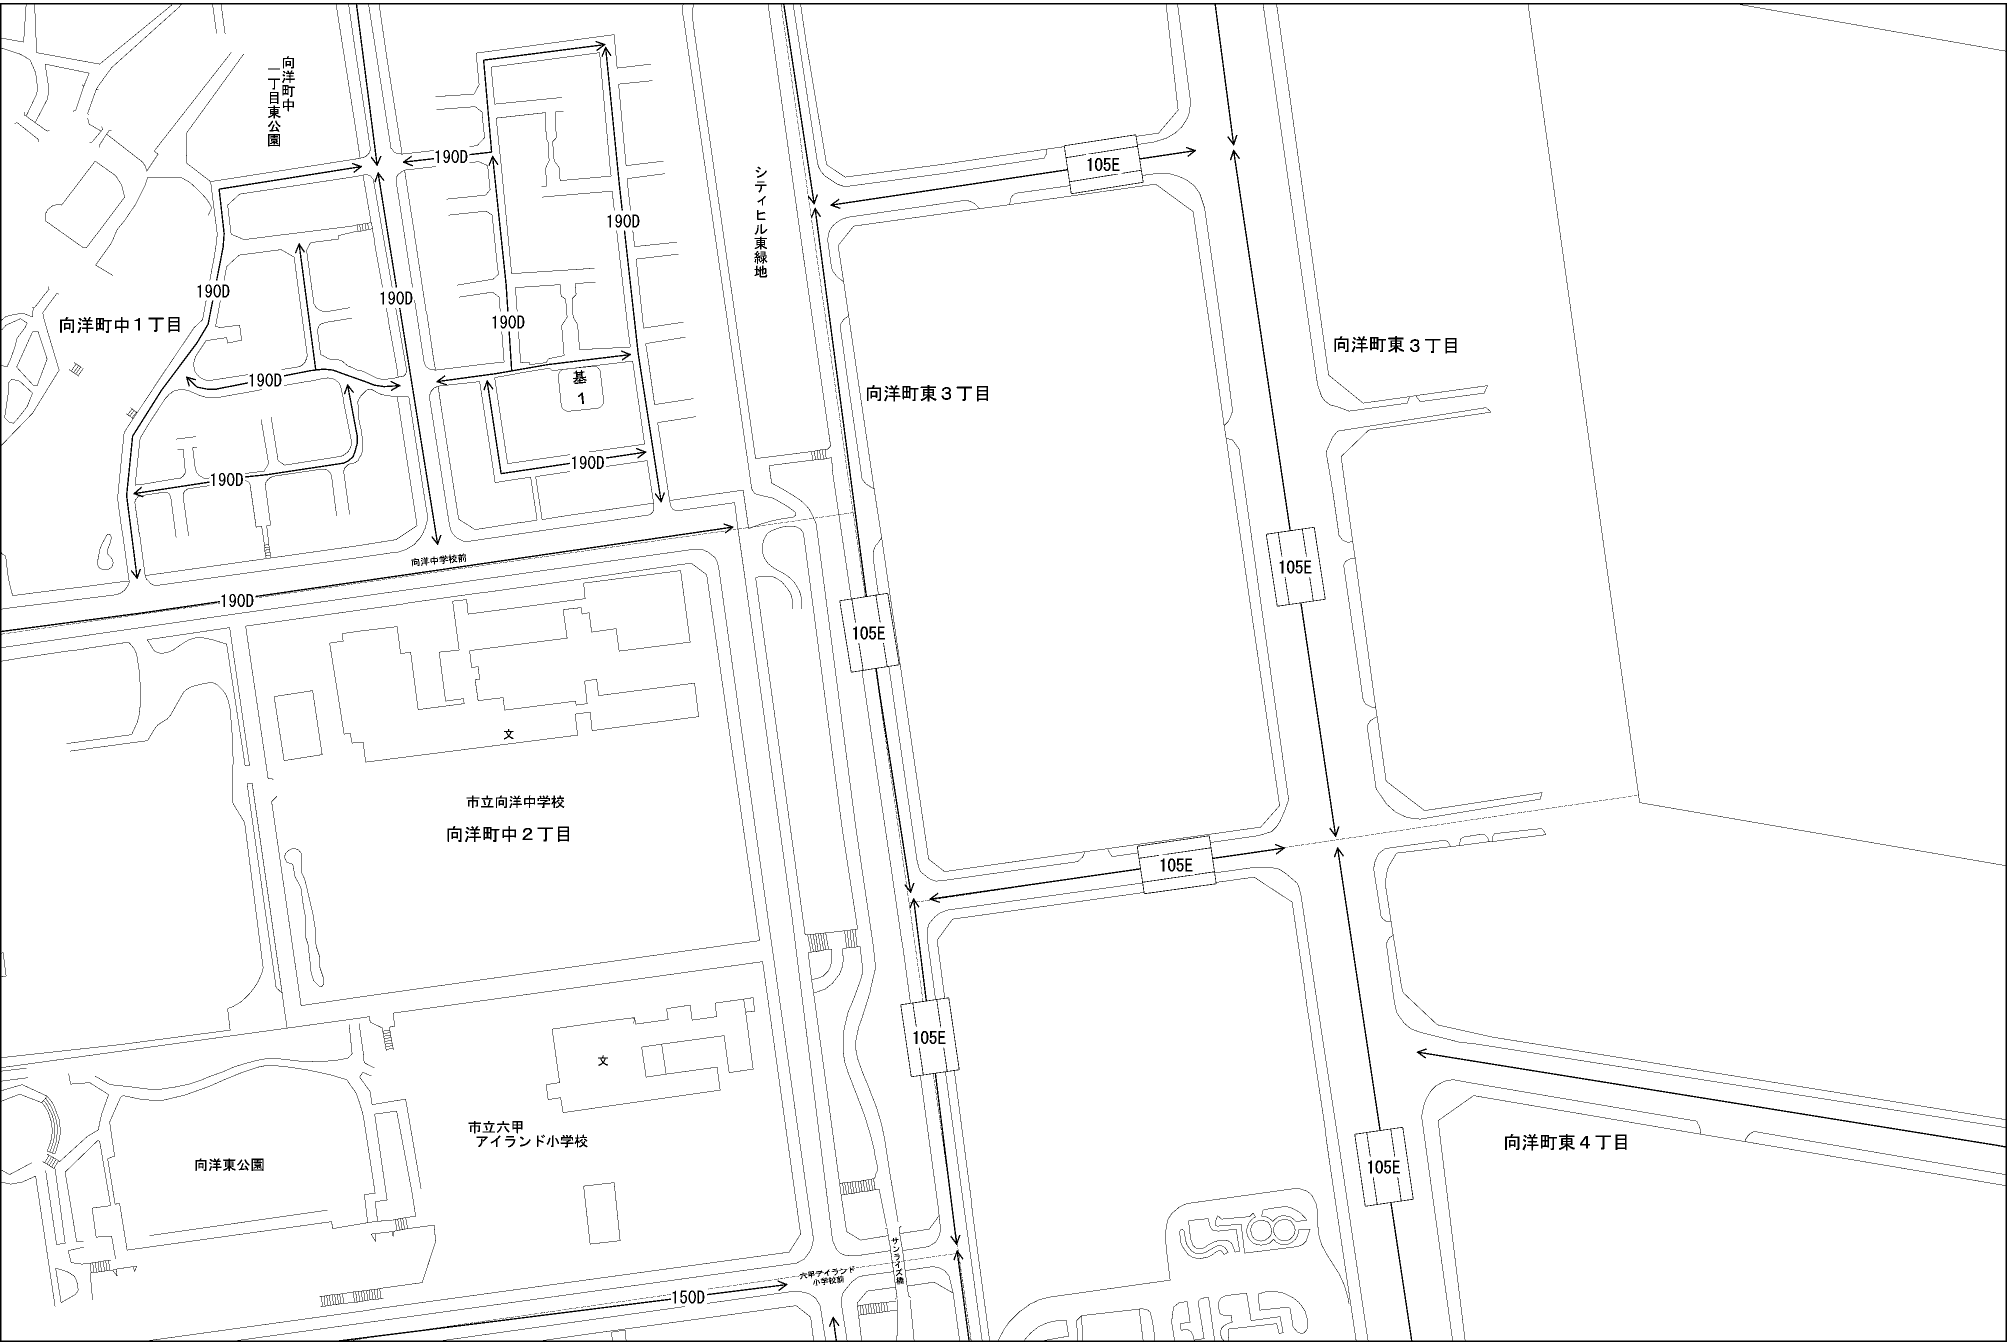 向洋町中
一丁目東公園
190D
105E
シティヒル東緑地
190D
190D
190D
190D
向洋町中１丁目
向洋町東３丁目
190D
190D
基
1
向洋町東３丁目
190D
190D
向洋中学校前
105E
190D
105E
文
市立向洋中学校
向洋町中２丁目
105E
105E
文
市立六甲
アイランド小学校
向洋町東４丁目
向洋東公園
105E
サンライズ橋
六甲アイランド
小学校前
150D